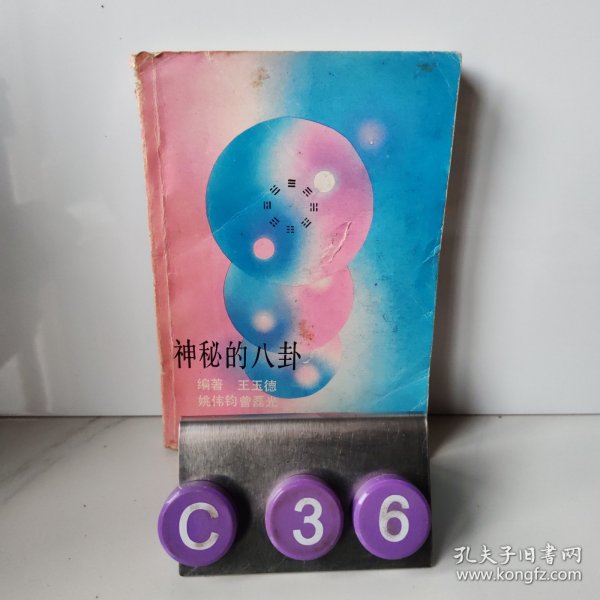 神秘的八卦
编著 王玉德
姚伟钧曾磊光
C 3 6
孔夫子旧书网
www.kongfz.com